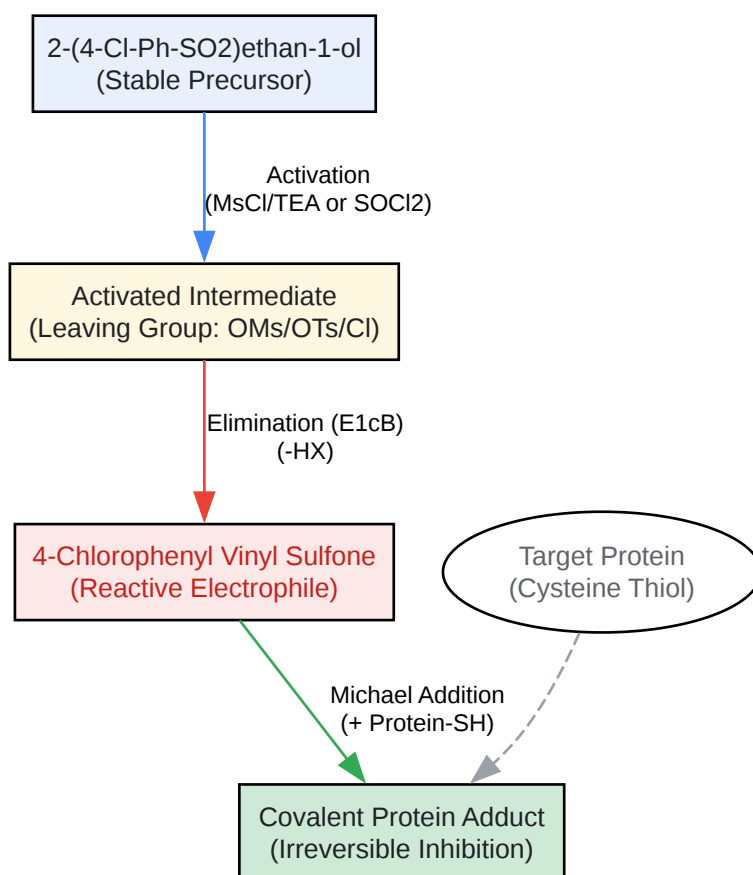 2-(4-Cl-Ph-SO2)ethan-1-ol
(Stable Precursor)
Activation
(MsCl/TEA or SOCl2)
Activated Intermediate
(Leaving Group: OMs/OTs/Cl)
Elimination (E1cB)
(-HX)
4-Chlorophenyl Vinyl Sulfone
(Reactive Electrophile)
Target Protein
(Cysteine Thiol)
Michael Addition
(+ Protein-SH)
Covalent Protein Adduct
(Irreversible Inhibition)